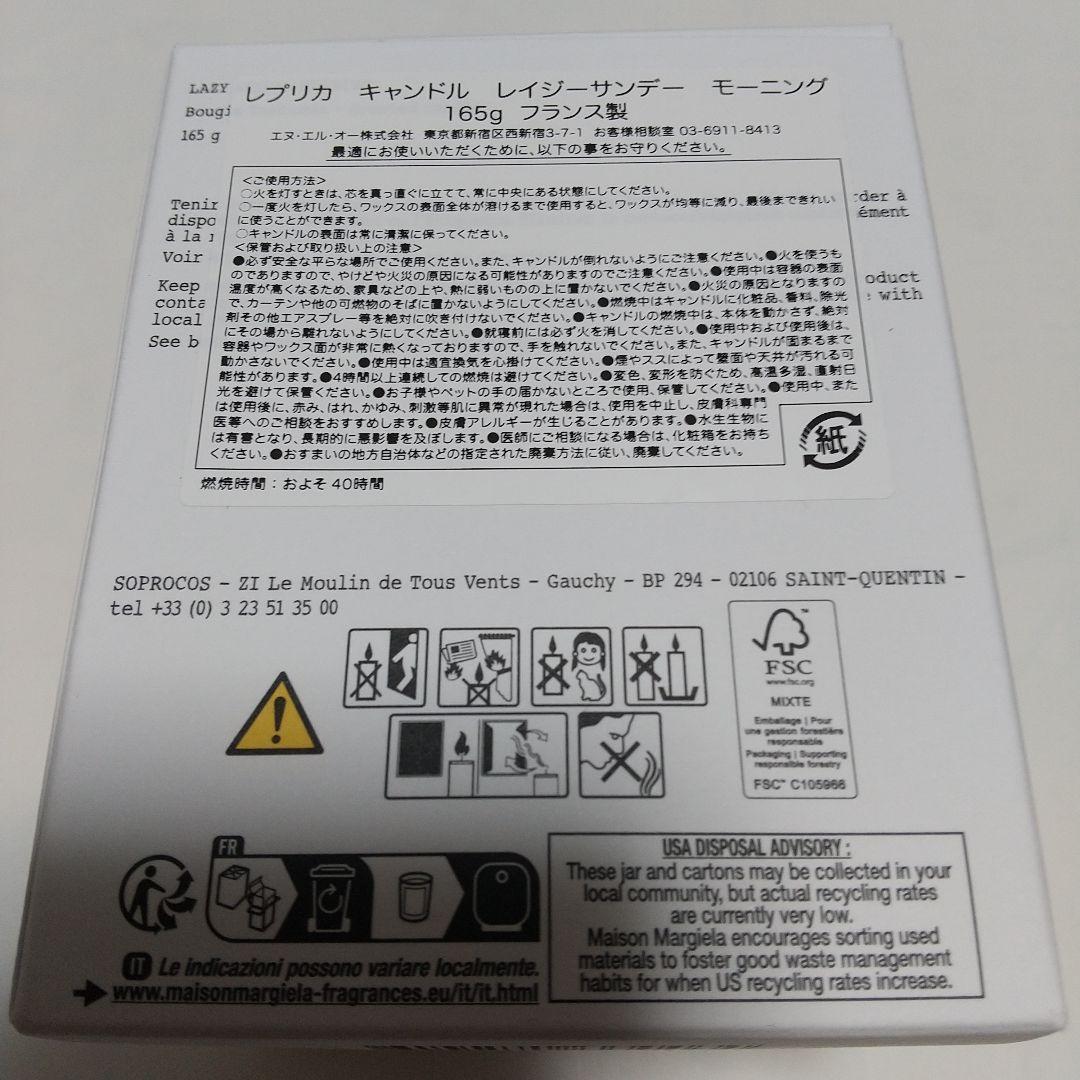 LAZY
Bougi
165 g
レプリカ キャンドル レイジーサンデー モーニング
165g フランス製
エヌ・エル・オー株式会社 東京都新宿区西新宿3-7-1 お客様相談室 03-6911-8413
最適にお使いいただくために、以下の事をお守りください。
<ご使用方法>
○火を灯すときは、芯を真っ直ぐに立てて、常に中央にある状態にしてください。
○一度火を灯したら、ワックスの表面全体が溶けるまで使用すると、ワックスが均等に減り、最後まできれい
に使うことができます。
○キャンドルの表面は常に清潔に保ってください。
<保管および取り扱い上の注意>
●必ず安全な平らな場所でご使用ください。また、キャンドルが倒れないようにご注意ください。●火を使うも
のでありますので、やけどや火災の原因になる可能性がありますのでご注意ください。●使用中は容器の表面
温度が高くなるため、家具などの上や、熱に弱いものの上に置かないでください。●火災の原因となりますの
で、カーテンや他の可燃物のそばに置かないようにしてください。●燃焼中はキャンドルに化粧品、香料、除光
剤その他エアスプレー等を絶対に吹き付けないでください。●キャンドルの燃焼中は、本体を動かさず、絶対
にその場から離れないようにしてください。●就寝前には必ず火を消してください。●使用中および使用後は、
容器やワックス面が非常に熱くなっておりますので、手を触れないでください。また、キャンドルが固まるまで
動かさないでください。●使用中は適宜換気を心掛けてください。●煙やススによって壁面や天井が汚れる可
能性があります。●4時間以上連続しての燃焼は避けてください。●変色、変形を防ぐため、高温多湿、直射日
光を避けて保管ください。●お子様やペットの手の届かないところで使用、保管してください。●使用中、また
は使用後に、赤み、はれ、かゆみ、刺激等肌に異常が現れた場合は、使用を中止し、皮膚科専門
医等へのご相談をおすすめします。●皮膚アレルギーが生じることがあります。●水生生物に
は有害となり、長期的に悪影響を及ぼします。●医師にご相談になる場合は、化粧箱をお持ち
ください。●おすまいの地方自治体などの指定された廃棄方法に従い、廃棄してください。
紙
燃焼時間：およそ40時間
Tenir
dispo
à la
Voir
Keep
conta
local
See b
der à
ément
oduct
with
SOPROCOS - ZI Le Moulin de Tous Vents - Gauchy - BP 294 - 02106 SAINT-QUENTIN -
tel +33 (0) 3 23 51 35 00
FSC
www.fsc.org
MIXTE
Emballage | Pour
une gestion forestière
responsable
Packaging | Supporting
responsible forestry
FSC™ C105966
FR
IT Le indicazioni possono variare localmente.
www.maisonmargiela-fragrances.eu/it/it.html
USA DISPOSAL ADVISORY :
These jar and cartons may be collected in your
local community, but actual recycling rates
are currently very low.
Maison Margiela encourages sorting used
materials to foster good waste management
habits for when US recycling rates increase.